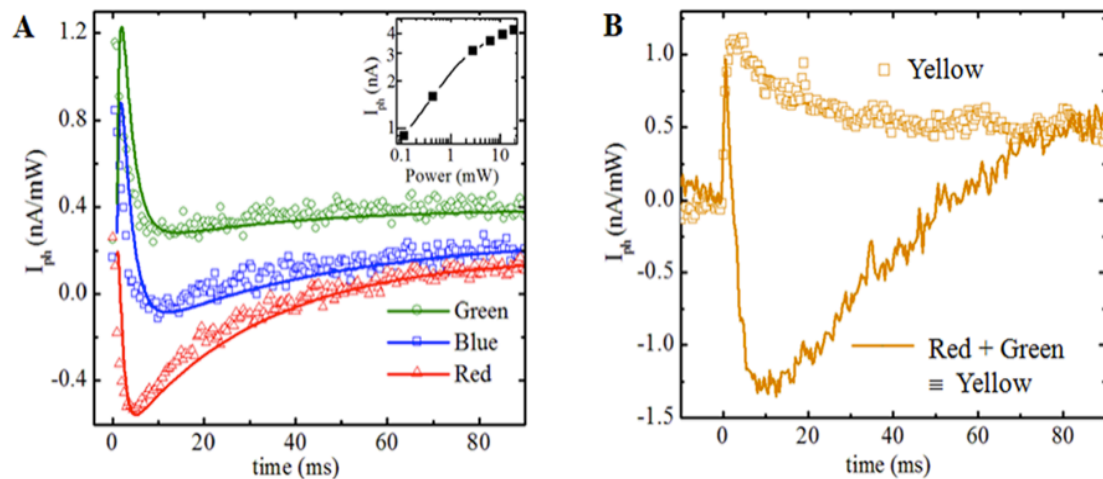 A
1.2
0.8
0.4
0.0
-0.4
I_ph (nA/mW)
0 20 40 60 80
time (ms)
4
2
1
I_ph (nA)
0.1 1 10
Power (mW)
Green
Blue
Red
B
1.0
0.5
0.0
-0.5
-1.0
-1.5
I_ph (nA/mW)
0 20 40 60 80
time (ms)
Yellow
Red + Green
≡ Yellow